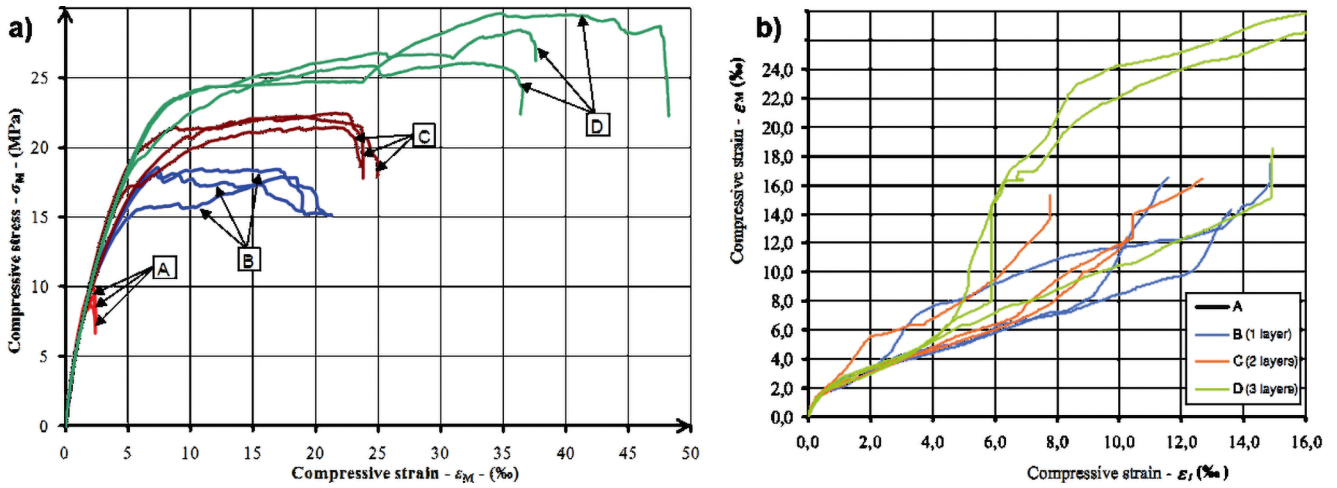 a)
Compressive stress - σM - (MPa)
30
25
20
15
10
5
0
A
B
C
D
0 5 10 15 20 25 30 35 40 45 50
Compressive strain - εM - (‰)
b)
Compressive strain - εM (‰)
24,0
22,0
20,0
18,0
16,0
14,0
12,0
10,0
8,0
6,0
4,0
2,0
0,0
A
B (1 layer)
C (2 layers)
D (3 layers)
0,0 2,0 4,0 6,0 8,0 10,0 12,0 14,0 16,0
Compressive strain - εl (‰)